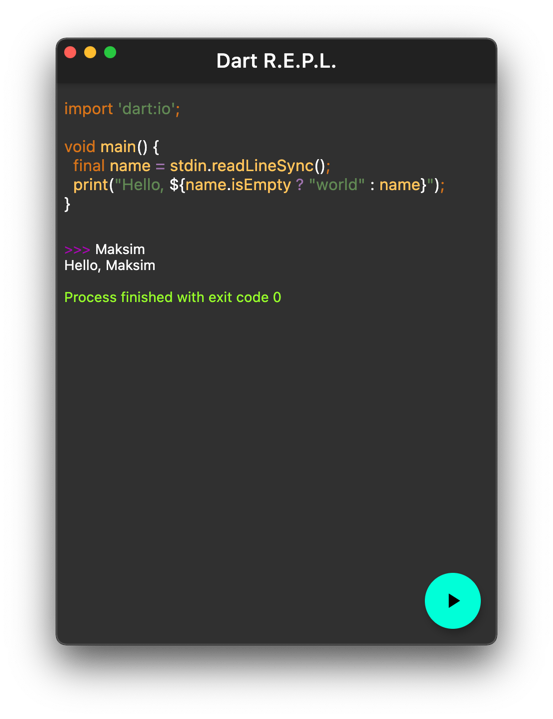 Dart R.E.P.L.
import 'dart:io';
void main() {
  final name = stdin.readLineSync();
  print("Hello, ${name.isEmpty ? "world" : name}");
}
>>> Maksim
Hello, Maksim
Process finished with exit code 0